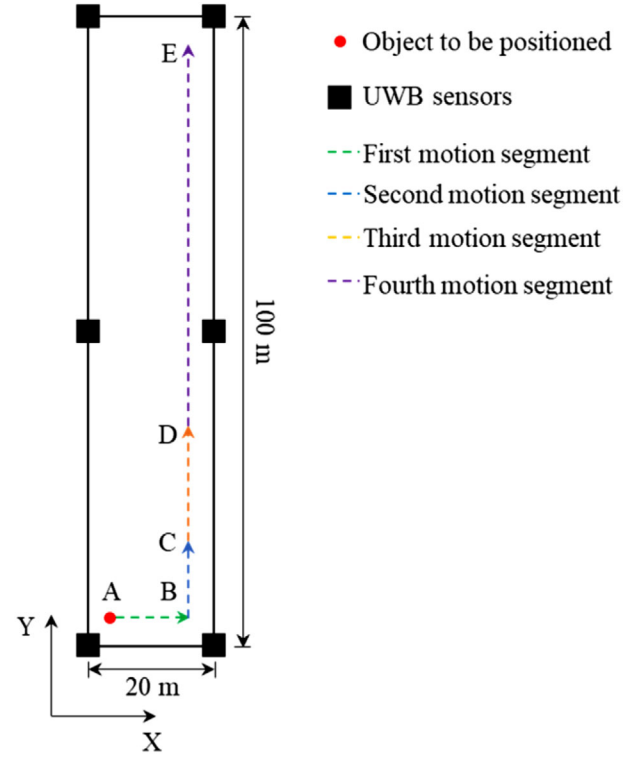 E
Object to be positioned
UWB sensors
First motion segment
Second motion segment
Third motion segment
Fourth motion segment
100 m
D
C
A
B
Y
20 m
X